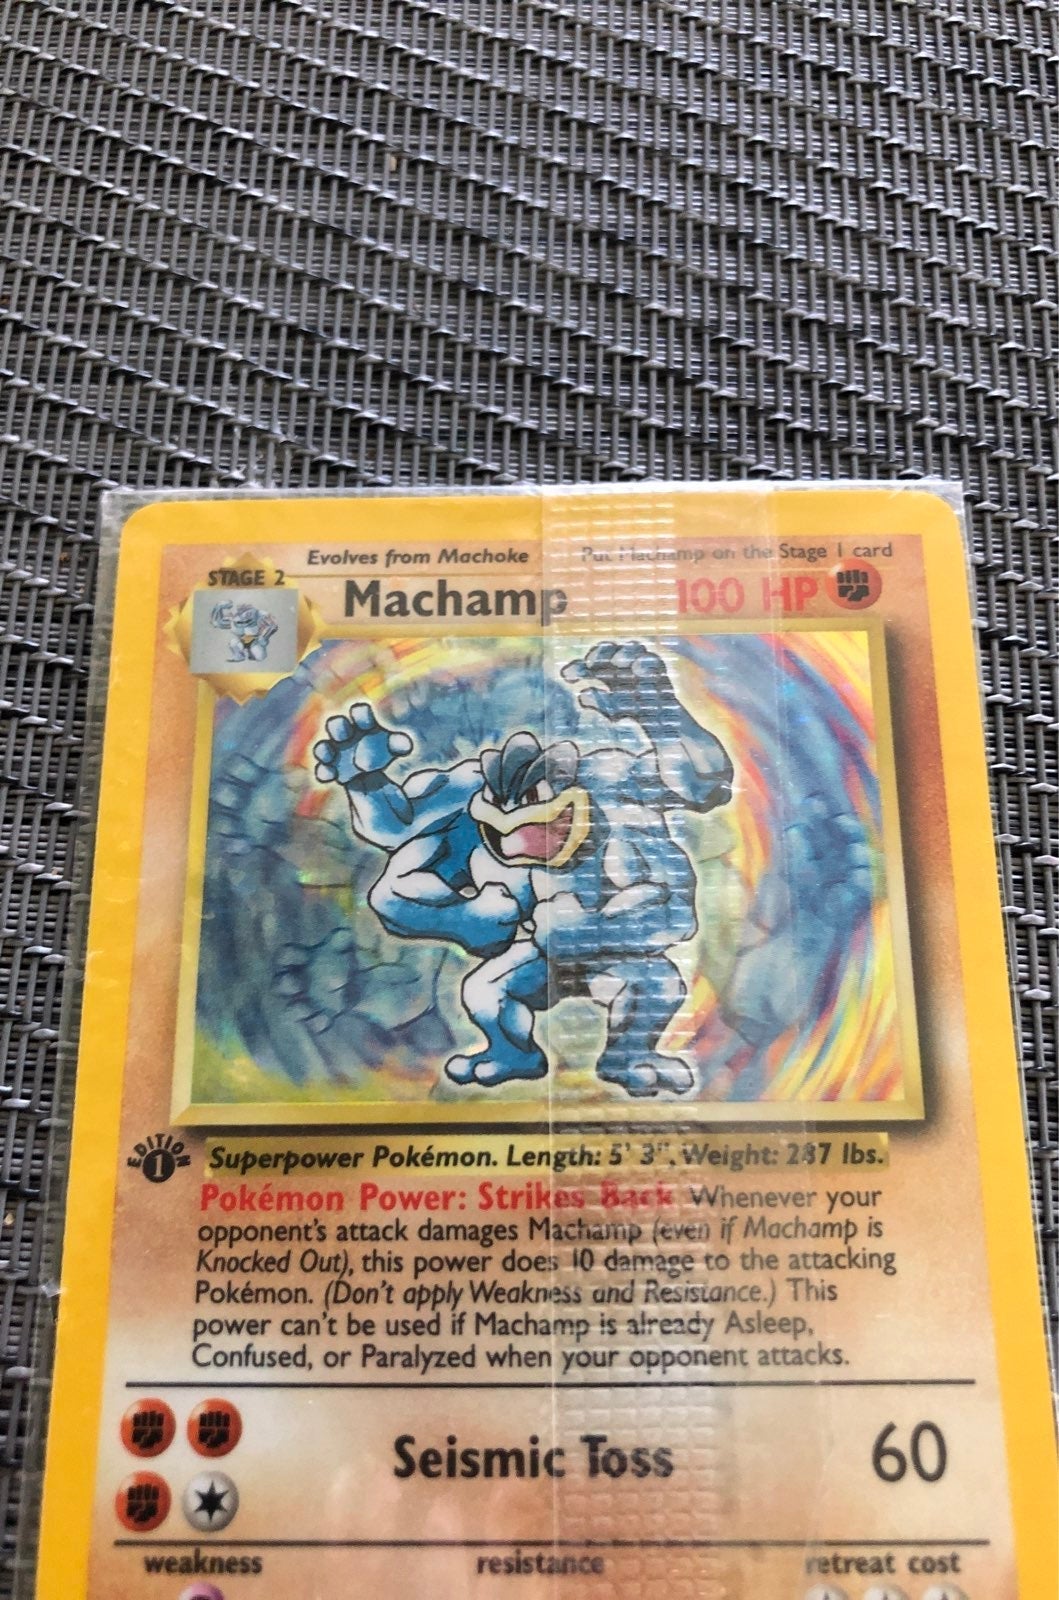 Evolves from Machoke Put Machamp on the Stage 1 card
STAGE 2
Machamp 100 HP
EDITION 1
Superpower Pokémon. Length: 5' 3". Weight: 287 lbs.
Pokémon Power: Strikes Back Whenever your
opponent's attack damages Machamp (even if Machamp is
Knocked Out), this power does 10 damage to the attacking
Pokémon. (Don't apply Weakness and Resistance.) This
power can't be used if Machamp is already Asleep,
Confused, or Paralyzed when your opponent attacks.
Seismic Toss 60
weakness resistance retreat cost